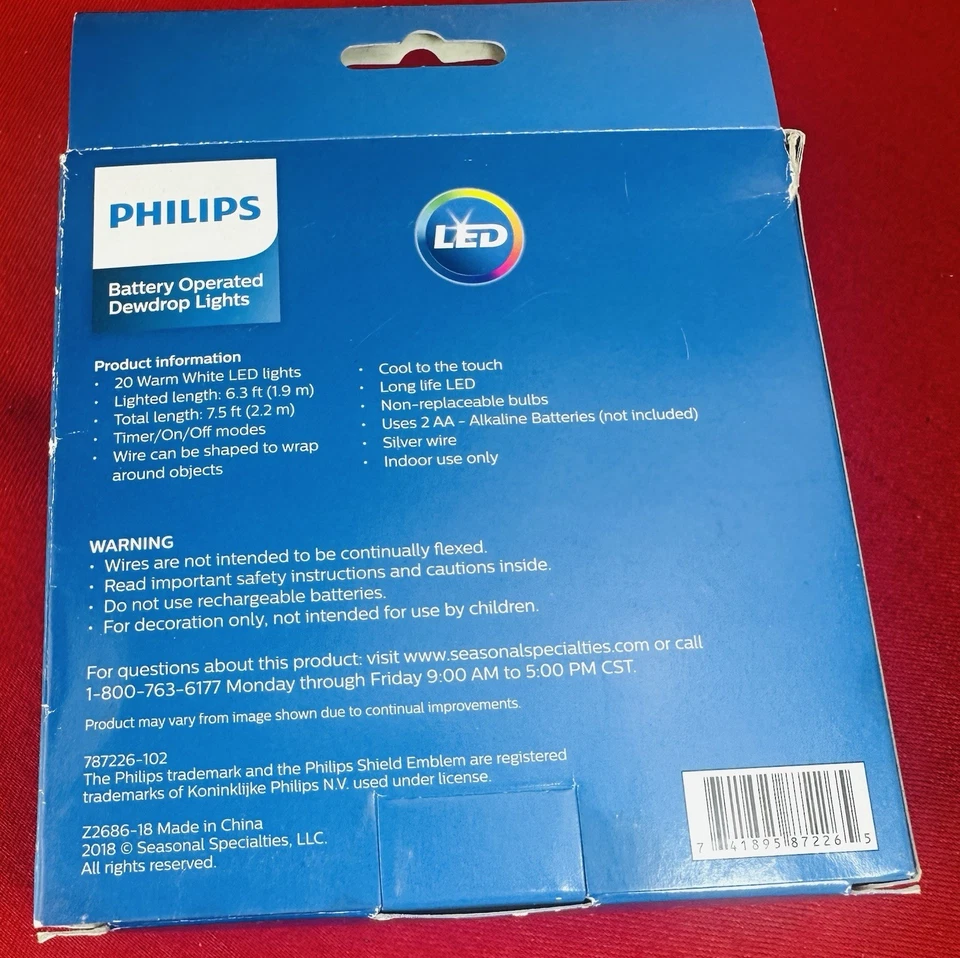 PHILIPS
LED
Battery Operated
Dewdrop Lights
Product information
• 20 Warm White LED lights
• Lighted length: 6.3 ft (1.9 m)
• Total length: 7.5 ft (2.2 m)
• Timer/On/Off modes
• Wire can be shaped to wrap
around objects
• Cool to the touch
• Long life LED
• Non-replaceable bulbs
• Uses 2 AA - Alkaline Batteries (not included)
• Silver wire
• Indoor use only
WARNING
• Wires are not intended to be continually flexed.
• Read important safety instructions and cautions inside.
• Do not use rechargeable batteries.
• For decoration only, not intended for use by children.
For questions about this product: visit www.seasonalspecialties.com or call
1-800-763-6177 Monday through Friday 9:00 AM to 5:00 PM CST.
Product may vary from image shown due to continual improvements.
787226-102
The Philips trademark and the Philips Shield Emblem are registered
trademarks of Koninklijke Philips N.V. used under license.
Z2686-18 Made in China
2018 © Seasonal Specialties, LLC.
All rights reserved.
7 41895 87226 5